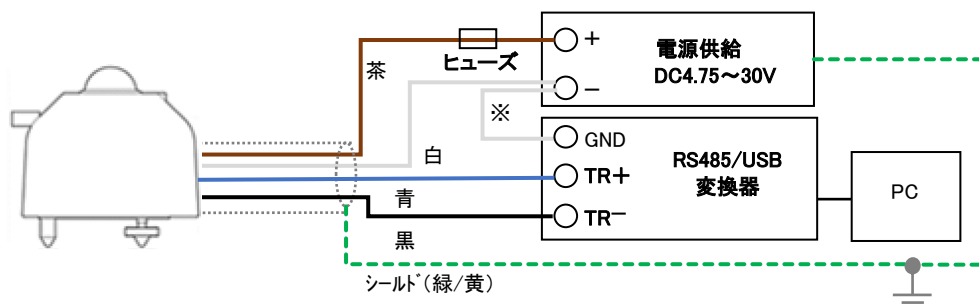 +
電源供給
DC4.75～30V
ヒューズ
茶
－
※
GND
白
RS485/USB
変換器
TR＋
PC
青
TR－
黒
シールド（緑/黄）